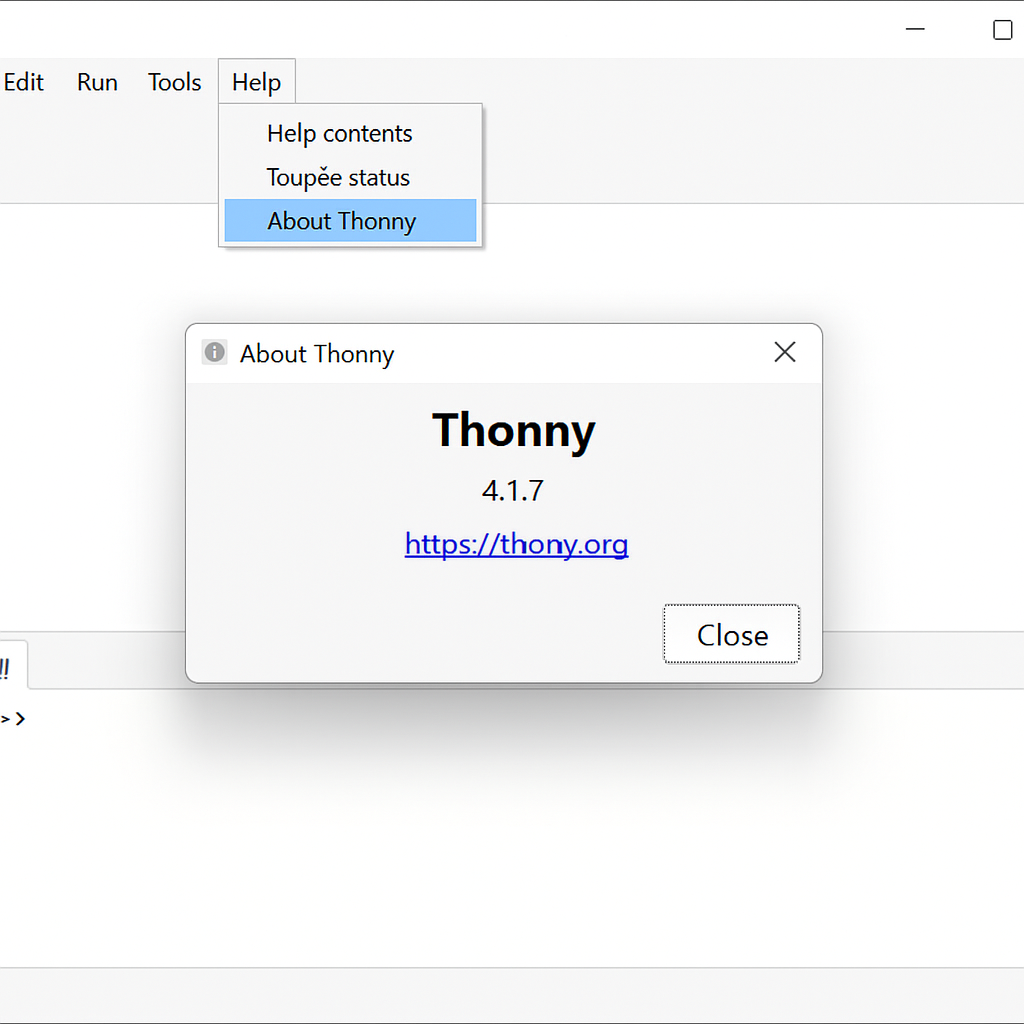 Edit Run Tools Help
Help contents
Toupěe status
About Thonny
About Thonny
Thonny
4.1.7
https://thony.org
Close
>>